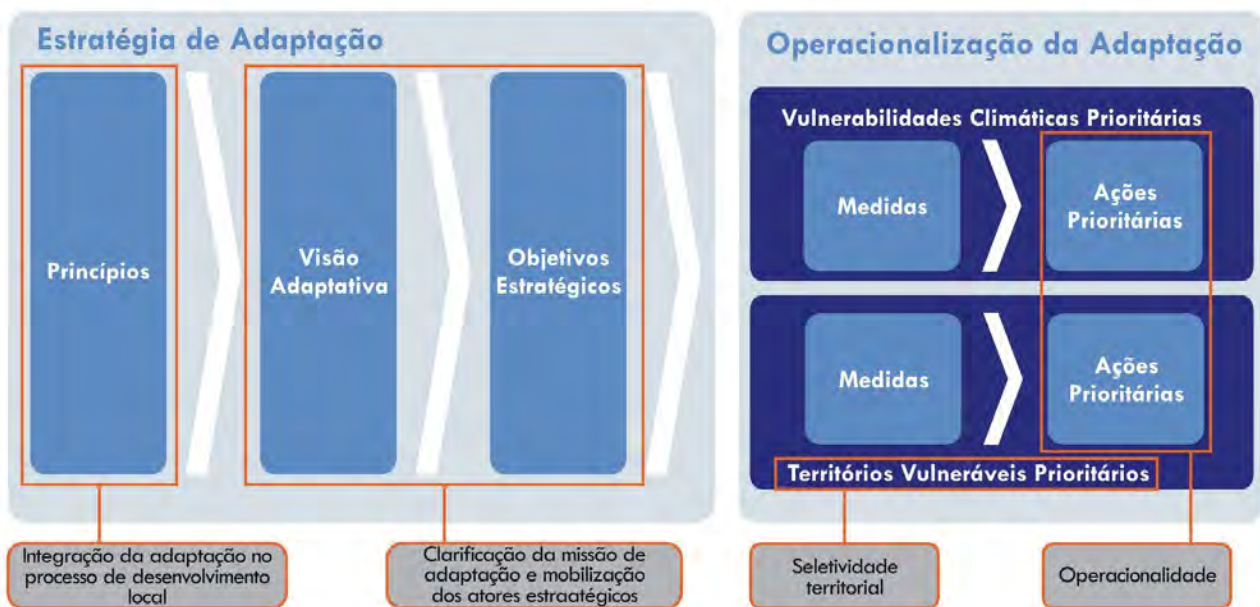 Estratégia de Adaptação
Princípios
Visão
Adaptativa
Objetivos
Estratégicos
Integração da adaptação no
processo de desenvolvimento
local
Clarificação da missão de
adaptação e mobilização
dos atores estraatégicos
Operacionalização da Adaptação
Vulnerabilidades Climáticas Prioritárias
Medidas
Ações
Prioritárias
Medidas
Ações
Prioritárias
Territórios Vulneráveis Prioritários
Seletividade
territorial
Operacionalidade